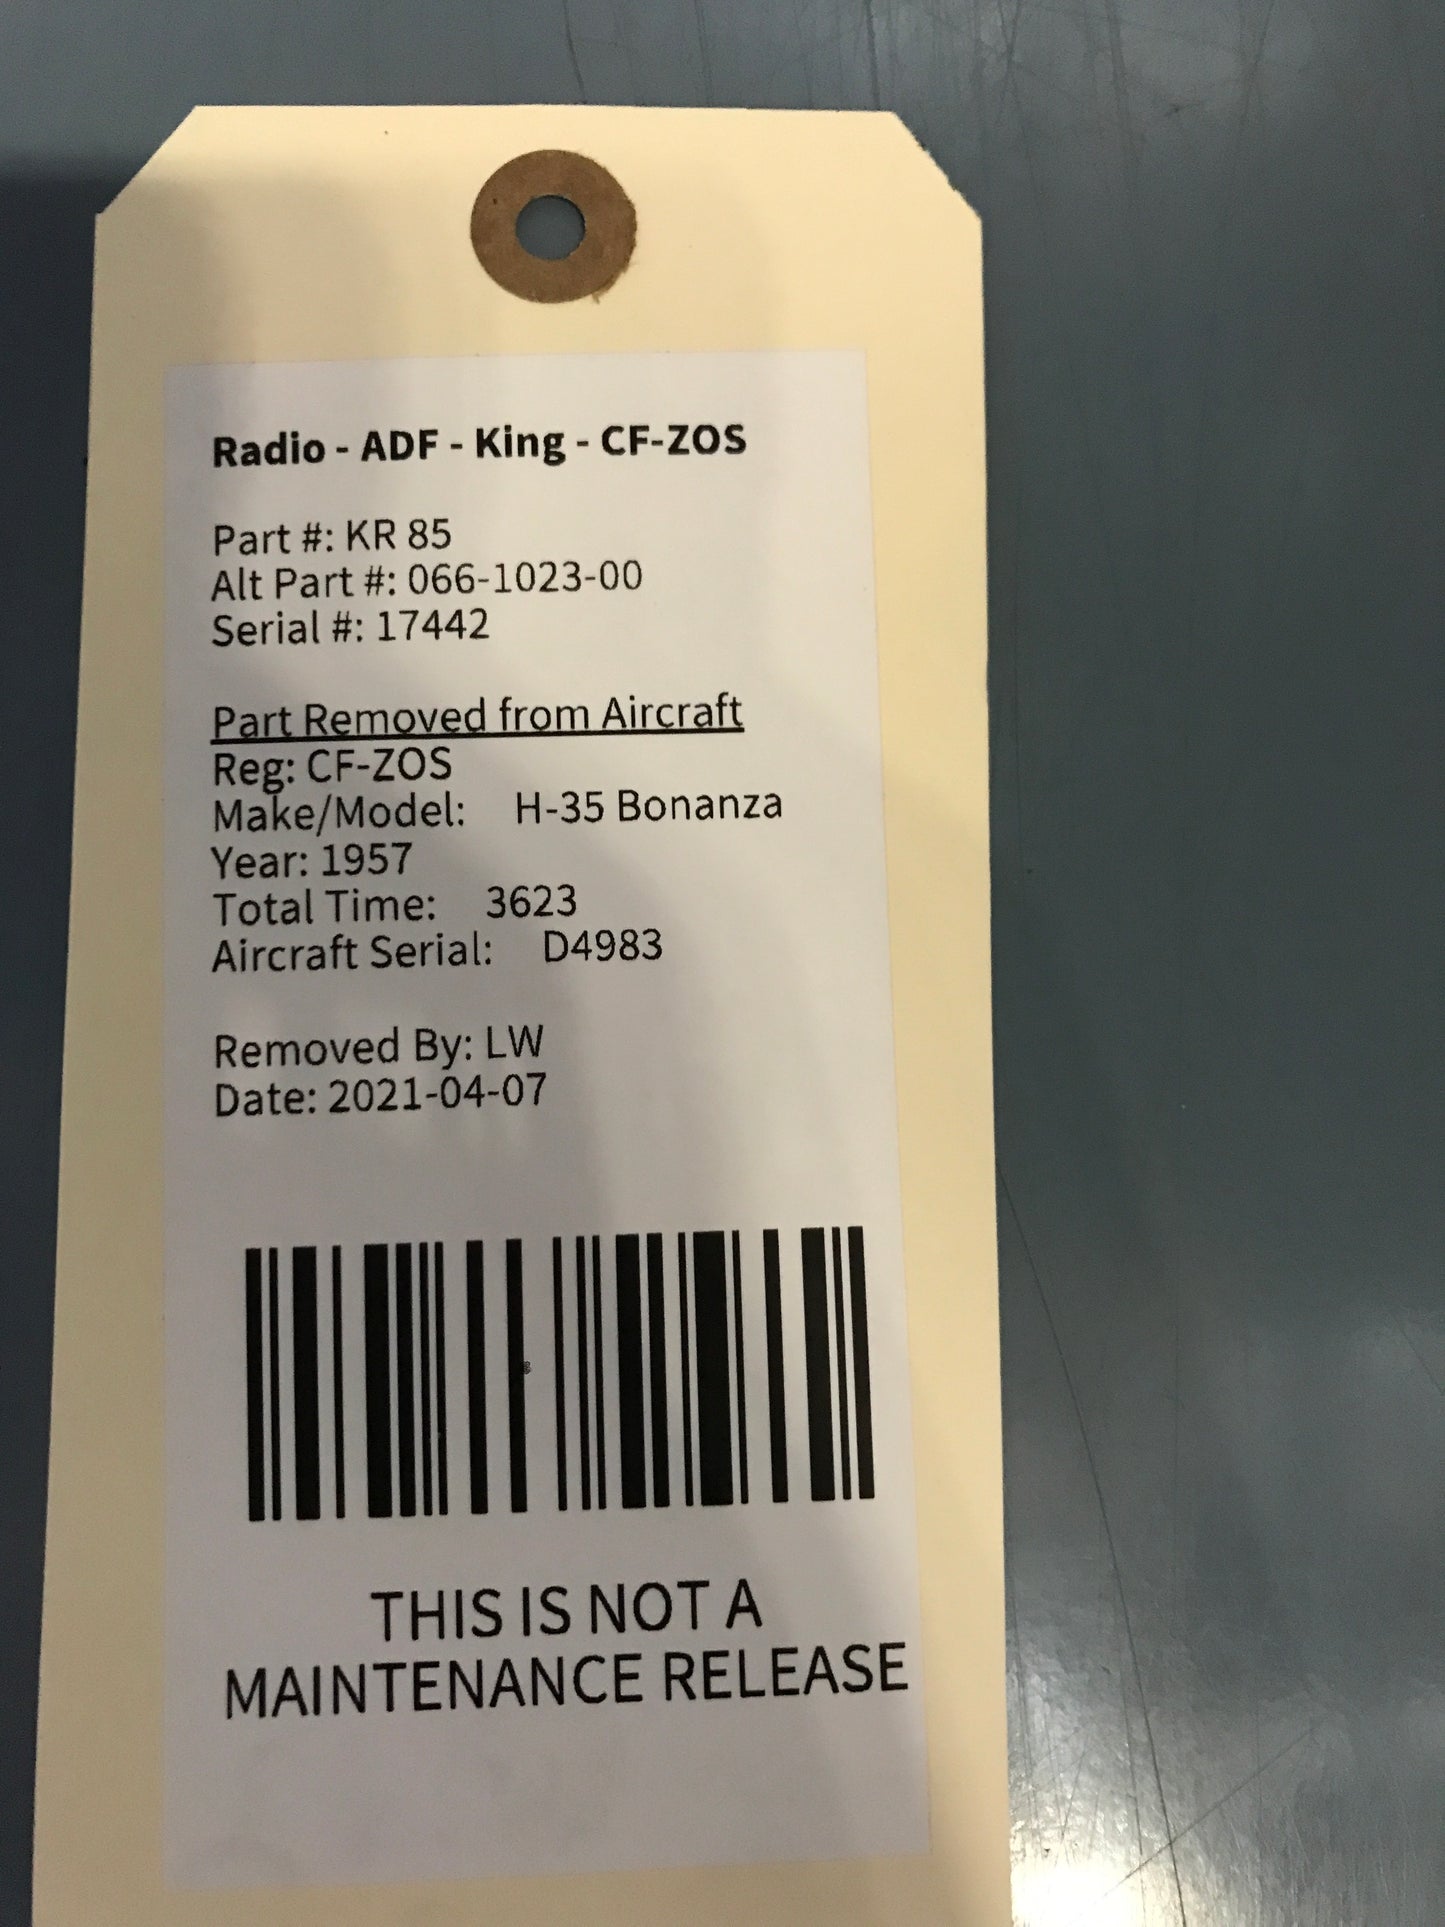 Radio - ADF - King - CF-ZOS
Part #: KR 85
Alt Part #: 066-1023-00
Serial #: 17442
Part Removed from Aircraft
Reg: CF-ZOS
Make/Model: H-35 Bonanza
Year: 1957
Total Time: 3623
Aircraft Serial: D4983
Removed By: LW
Date: 2021-04-07
THIS IS NOT A
MAINTENANCE RELEASE